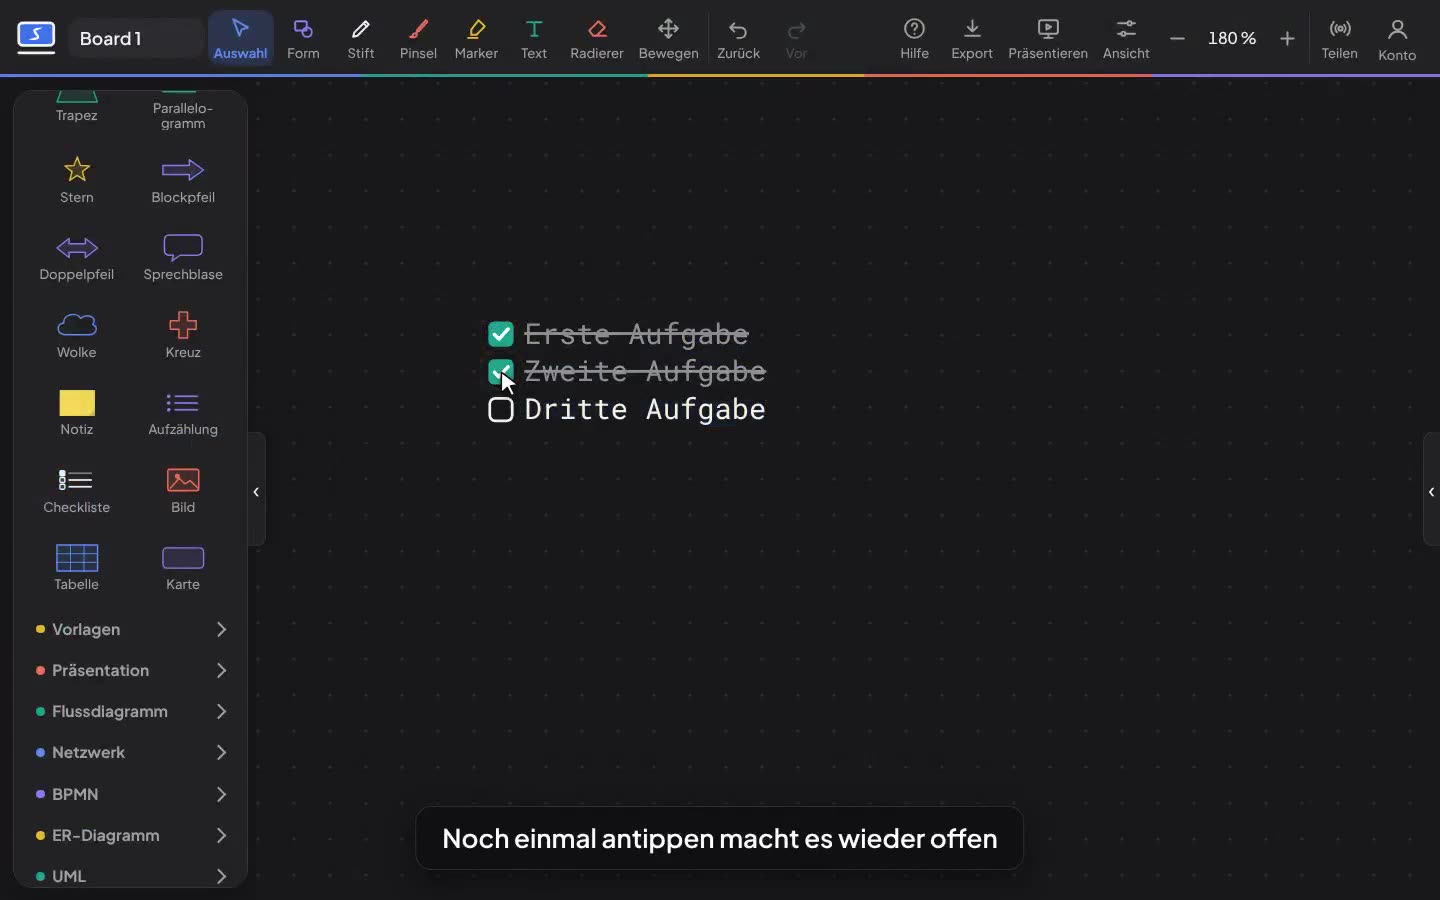 Board 1
Auswahl
Form
Stift
Pinsel
Marker
Text
Radierer
Bewegen
Zurück
Vor
Hilfe
Export
Präsentieren
Ansicht
180 %
Teilen
Konto
Trapez
Parallelo-
gramm
Stern
Blockpfeil
Doppelpfeil
Sprechblase
Wolke
Kreuz
Notiz
Aufzählung
Checkliste
Bild
Tabelle
Karte
Vorlagen
Präsentation
Flussdiagramm
Netzwerk
BPMN
ER-Diagramm
UML
Erste Aufgabe
Zweite Aufgabe
Dritte Aufgabe
Noch einmal antippen macht es wieder offen